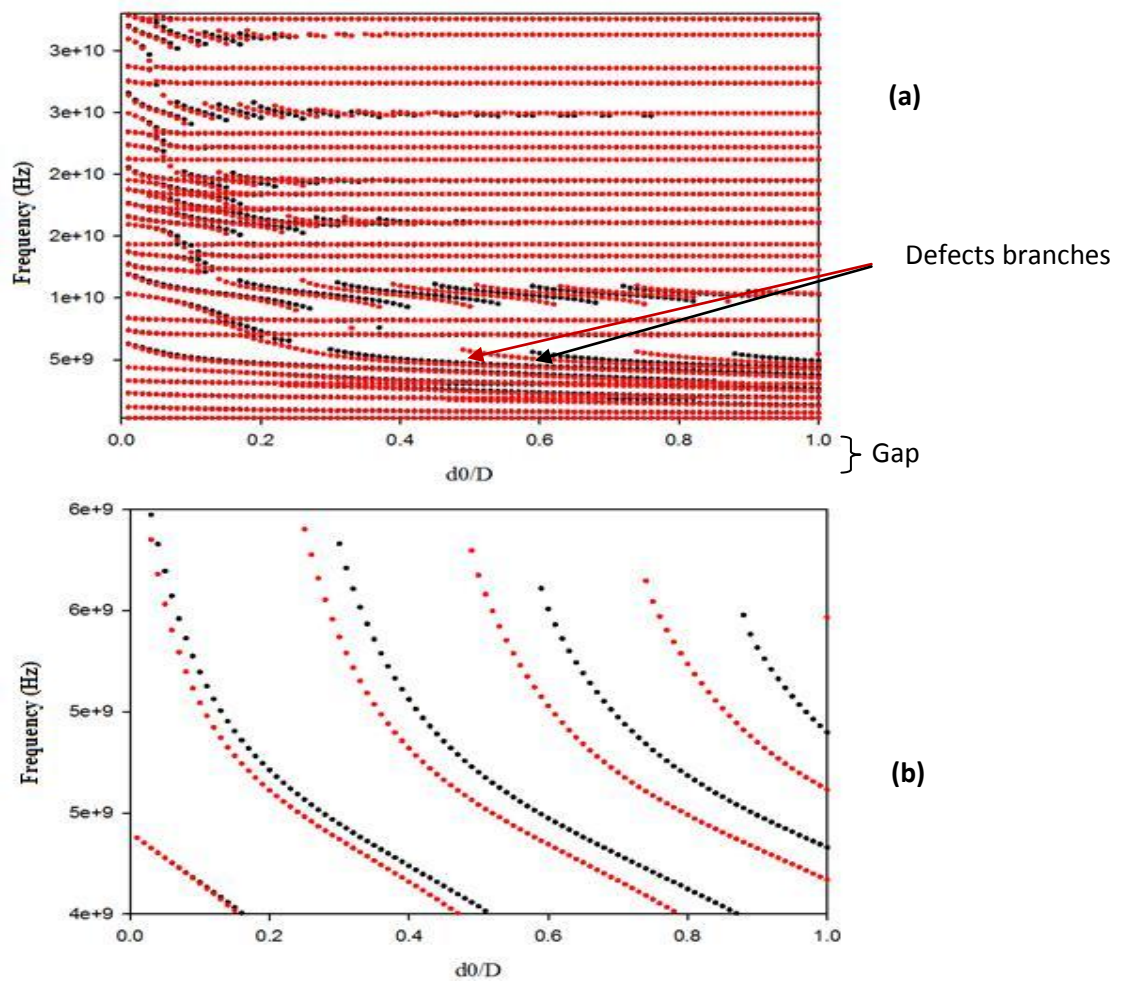 3e+10
3e+10
2e+10
2e+10
1e+10
5e+9
Frequency (Hz)
0.0 0.2 0.4 0.6 0.8 1.0
d0/D
(a)
Defects branches
Gap
6e+9
6e+9
5e+9
5e+9
4e+9
Frequency (Hz)
0.0 0.2 0.4 0.6 0.8 1.0
d0/D
(b)